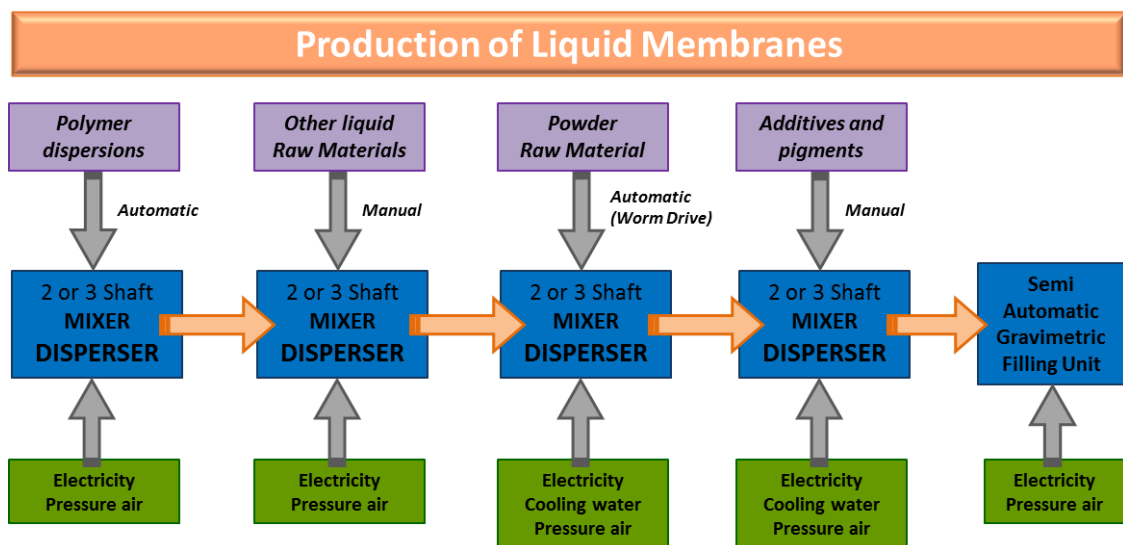 Production of Liquid Membranes
Polymer
dispersions
Other liquid
Raw Materials
Powder
Raw Material
Additives and
pigments
Automatic
Manual
Automatic
(Worm Drive)
Manual
2 or 3 Shaft
MIXER
DISPERSER
2 or 3 Shaft
MIXER
DISPERSER
2 or 3 Shaft
MIXER
DISPERSER
2 or 3 Shaft
MIXER
DISPERSER
Semi
Automatic
Gravimetric
Filling Unit
Electricity
Pressure air
Electricity
Pressure air
Electricity
Cooling water
Pressure air
Electricity
Cooling water
Pressure air
Electricity
Pressure air